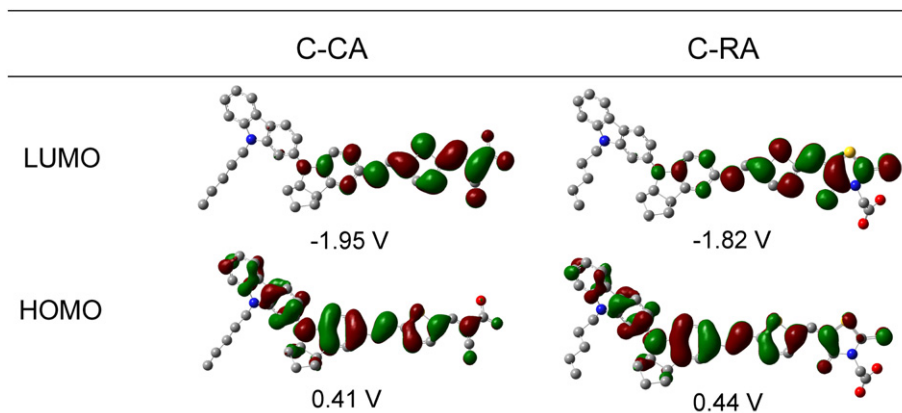 C-CA C-RA
LUMO
-1.95 V -1.82 V
HOMO
0.41 V 0.44 V